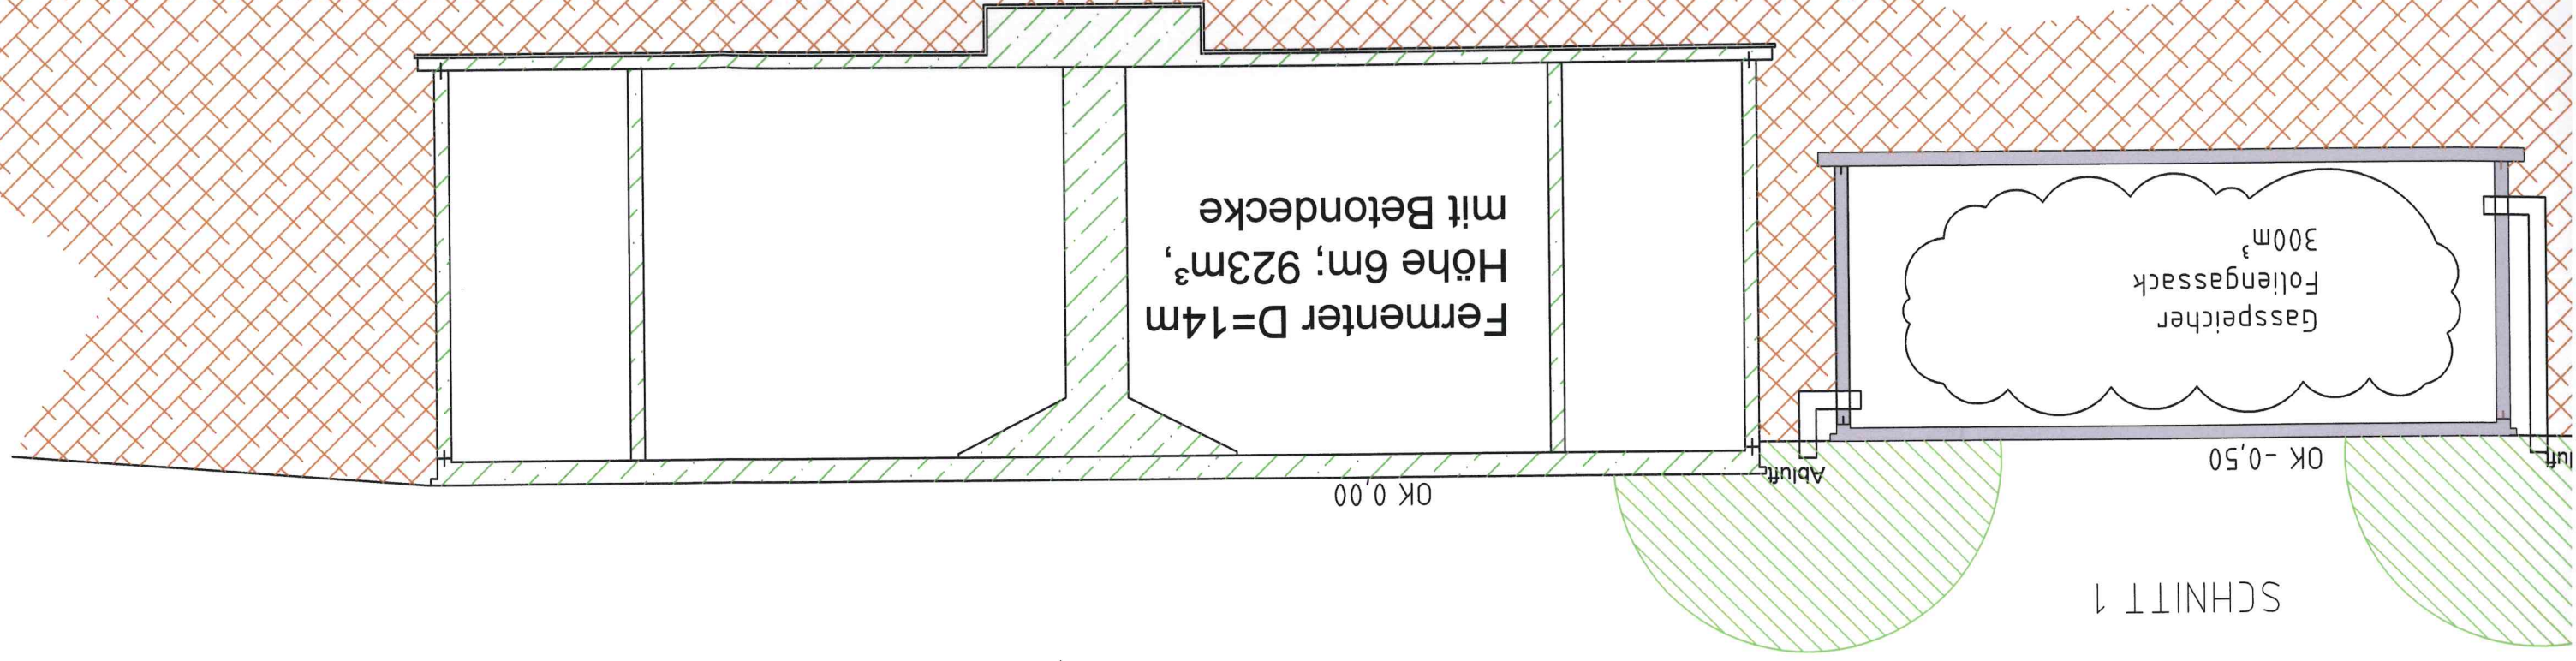 SCHNITT 1
OK -0,50
luft
Abluft
OK 0,00
Gasspeicher
Foliengassack
300m³
Fermenter D=14m
Höhe 6m; 923m³,
mit Betondecke